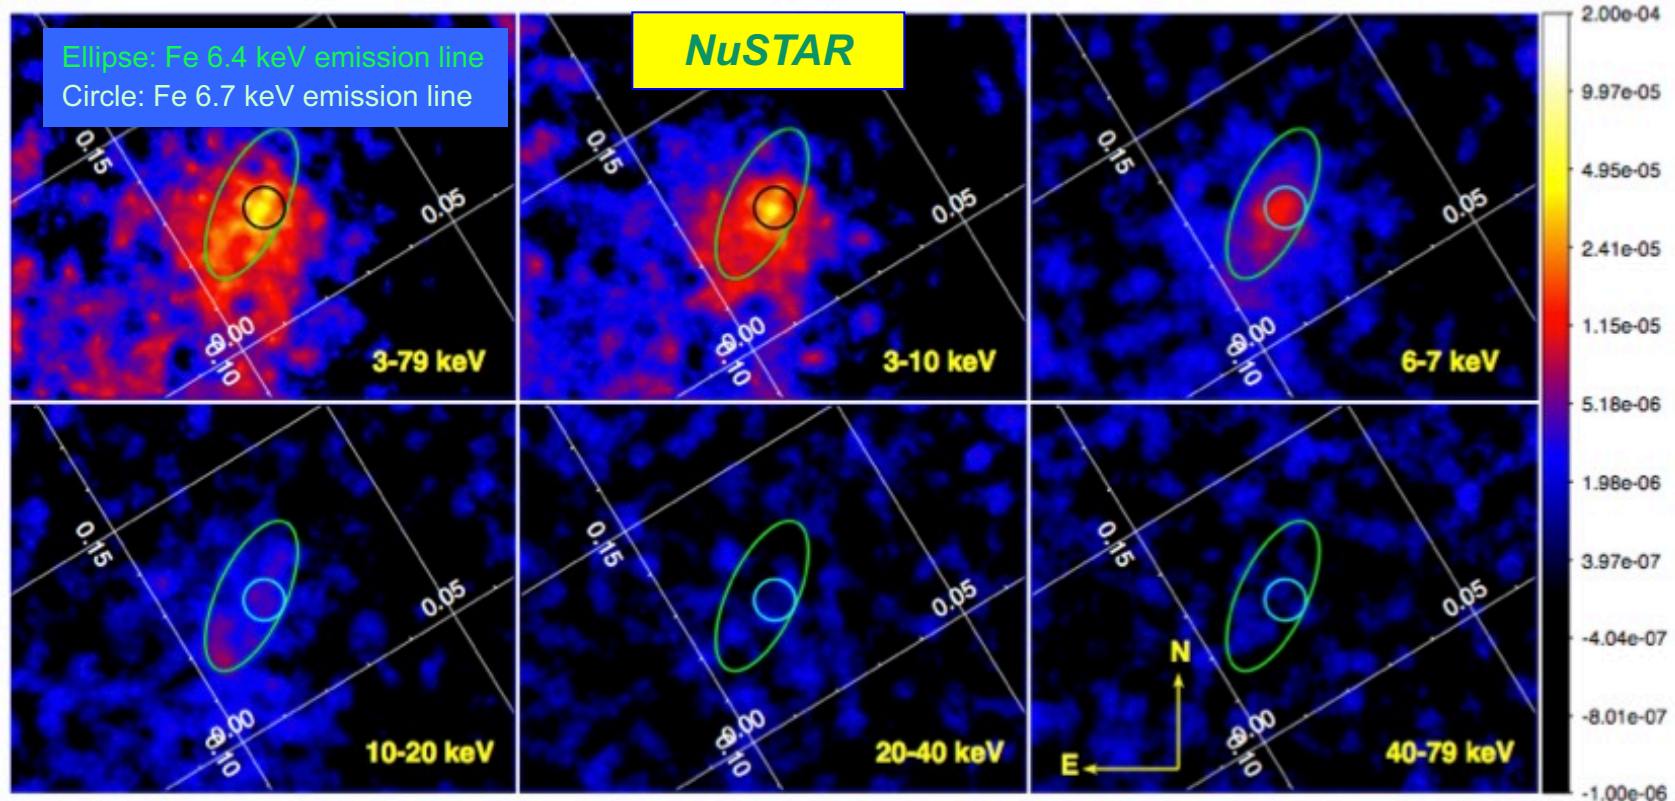 Ellipse: Fe 6.4 keV emission line
Circle: Fe 6.7 keV emission line
NuSTAR
0.15
0.05
0.00
0.10
3-79 keV
0.15
0.05
0.00
0.10
3-10 keV
0.15
0.05
0.00
0.10
6-7 keV
0.15
0.05
0.00
0.10
10-20 keV
0.15
0.05
0.00
0.10
20-40 keV
0.15
0.05
0.00
0.10
N
E
40-79 keV
2.00e-04
9.97e-05
4.95e-05
2.41e-05
1.15e-05
5.18e-06
1.98e-06
3.97e-07
-4.04e-07
-8.01e-07
-1.00e-06